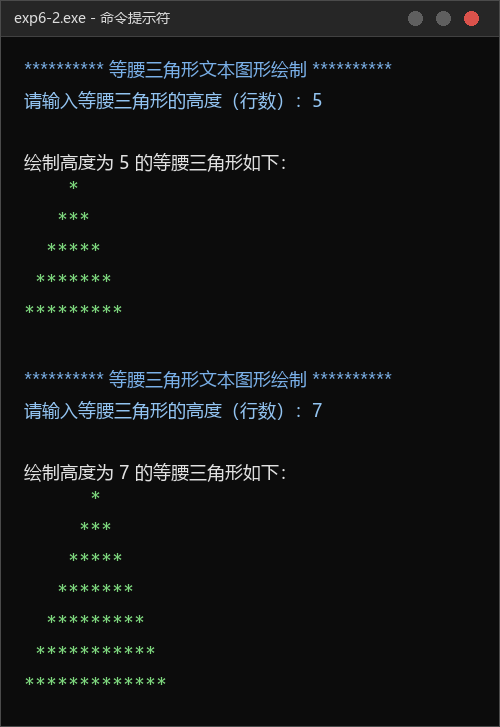 exp6-2.exe - 命令提示符
********** 等腰三角形文本图形绘制 **********
请输入等腰三角形的高度（行数）：5
绘制高度为 5 的等腰三角形如下：
    *
   ***
  *****
 *******
*********
********** 等腰三角形文本图形绘制 **********
请输入等腰三角形的高度（行数）：7
绘制高度为 7 的等腰三角形如下：
      *
     ***
    *****
   *******
  *********
 ***********
*************